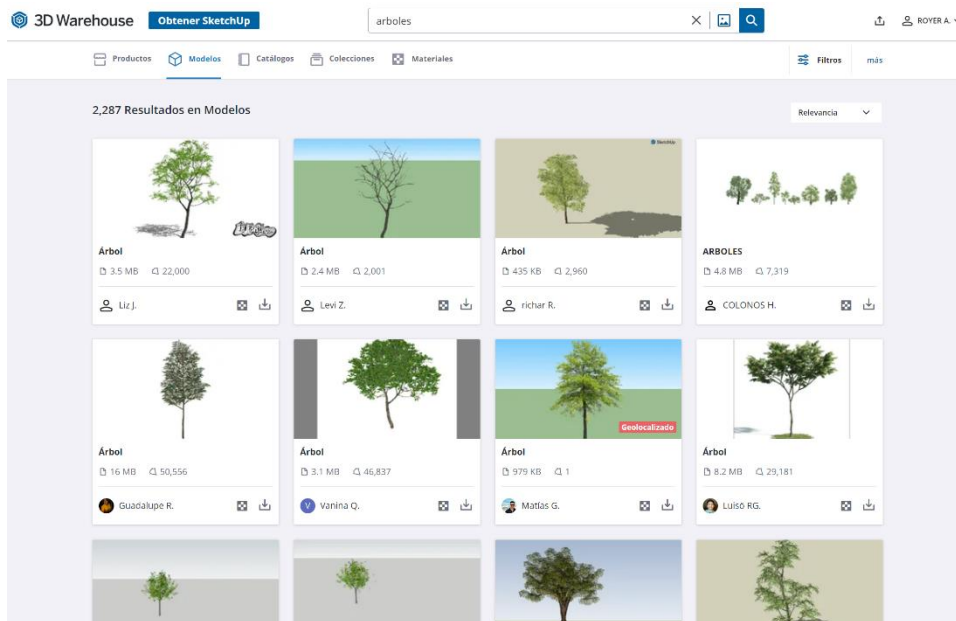 3D Warehouse Obtener SketchUp arboles ROYER A.
Productos Modelos Catálogos Colecciones Materiales Filtros más
2,287 Resultados en Modelos Relevancia
SketchUp
Árbol Árbol Árbol ARBOLES
3.5 MB 22,000 2.4 MB 2,001 435 KB 2,960 4.8 MB 7,319
Liz J. Levi Z. richar R. COLONOS H.
Geolocalizado
Árbol Árbol Árbol Árbol
16 MB 50,556 3.1 MB 46,837 979 KB 1 8.2 MB 29,181
Guadalupe R. V Vanina Q. Matías G. Luisö RG.